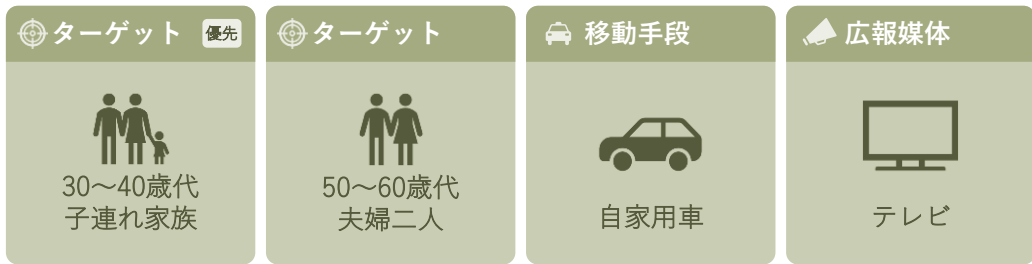 ターゲット 優先
30〜40歳代
子連れ家族
ターゲット
50〜60歳代
夫婦二人
移動手段
自家用車
広報媒体
テレビ